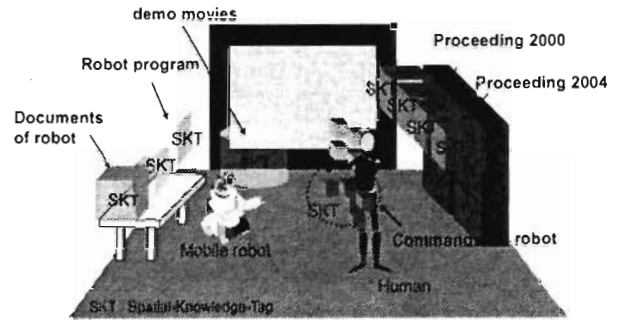 demo movies
Proceeding 2000
Robot program
Proceeding 2004
Documents
of robot
SKT
SKT
SKT
SKT
SKT
SKT
SKT
SKT
SKT
Mobile robot
Command robot
Human
SKT : Spatial-Knowledge-Tag